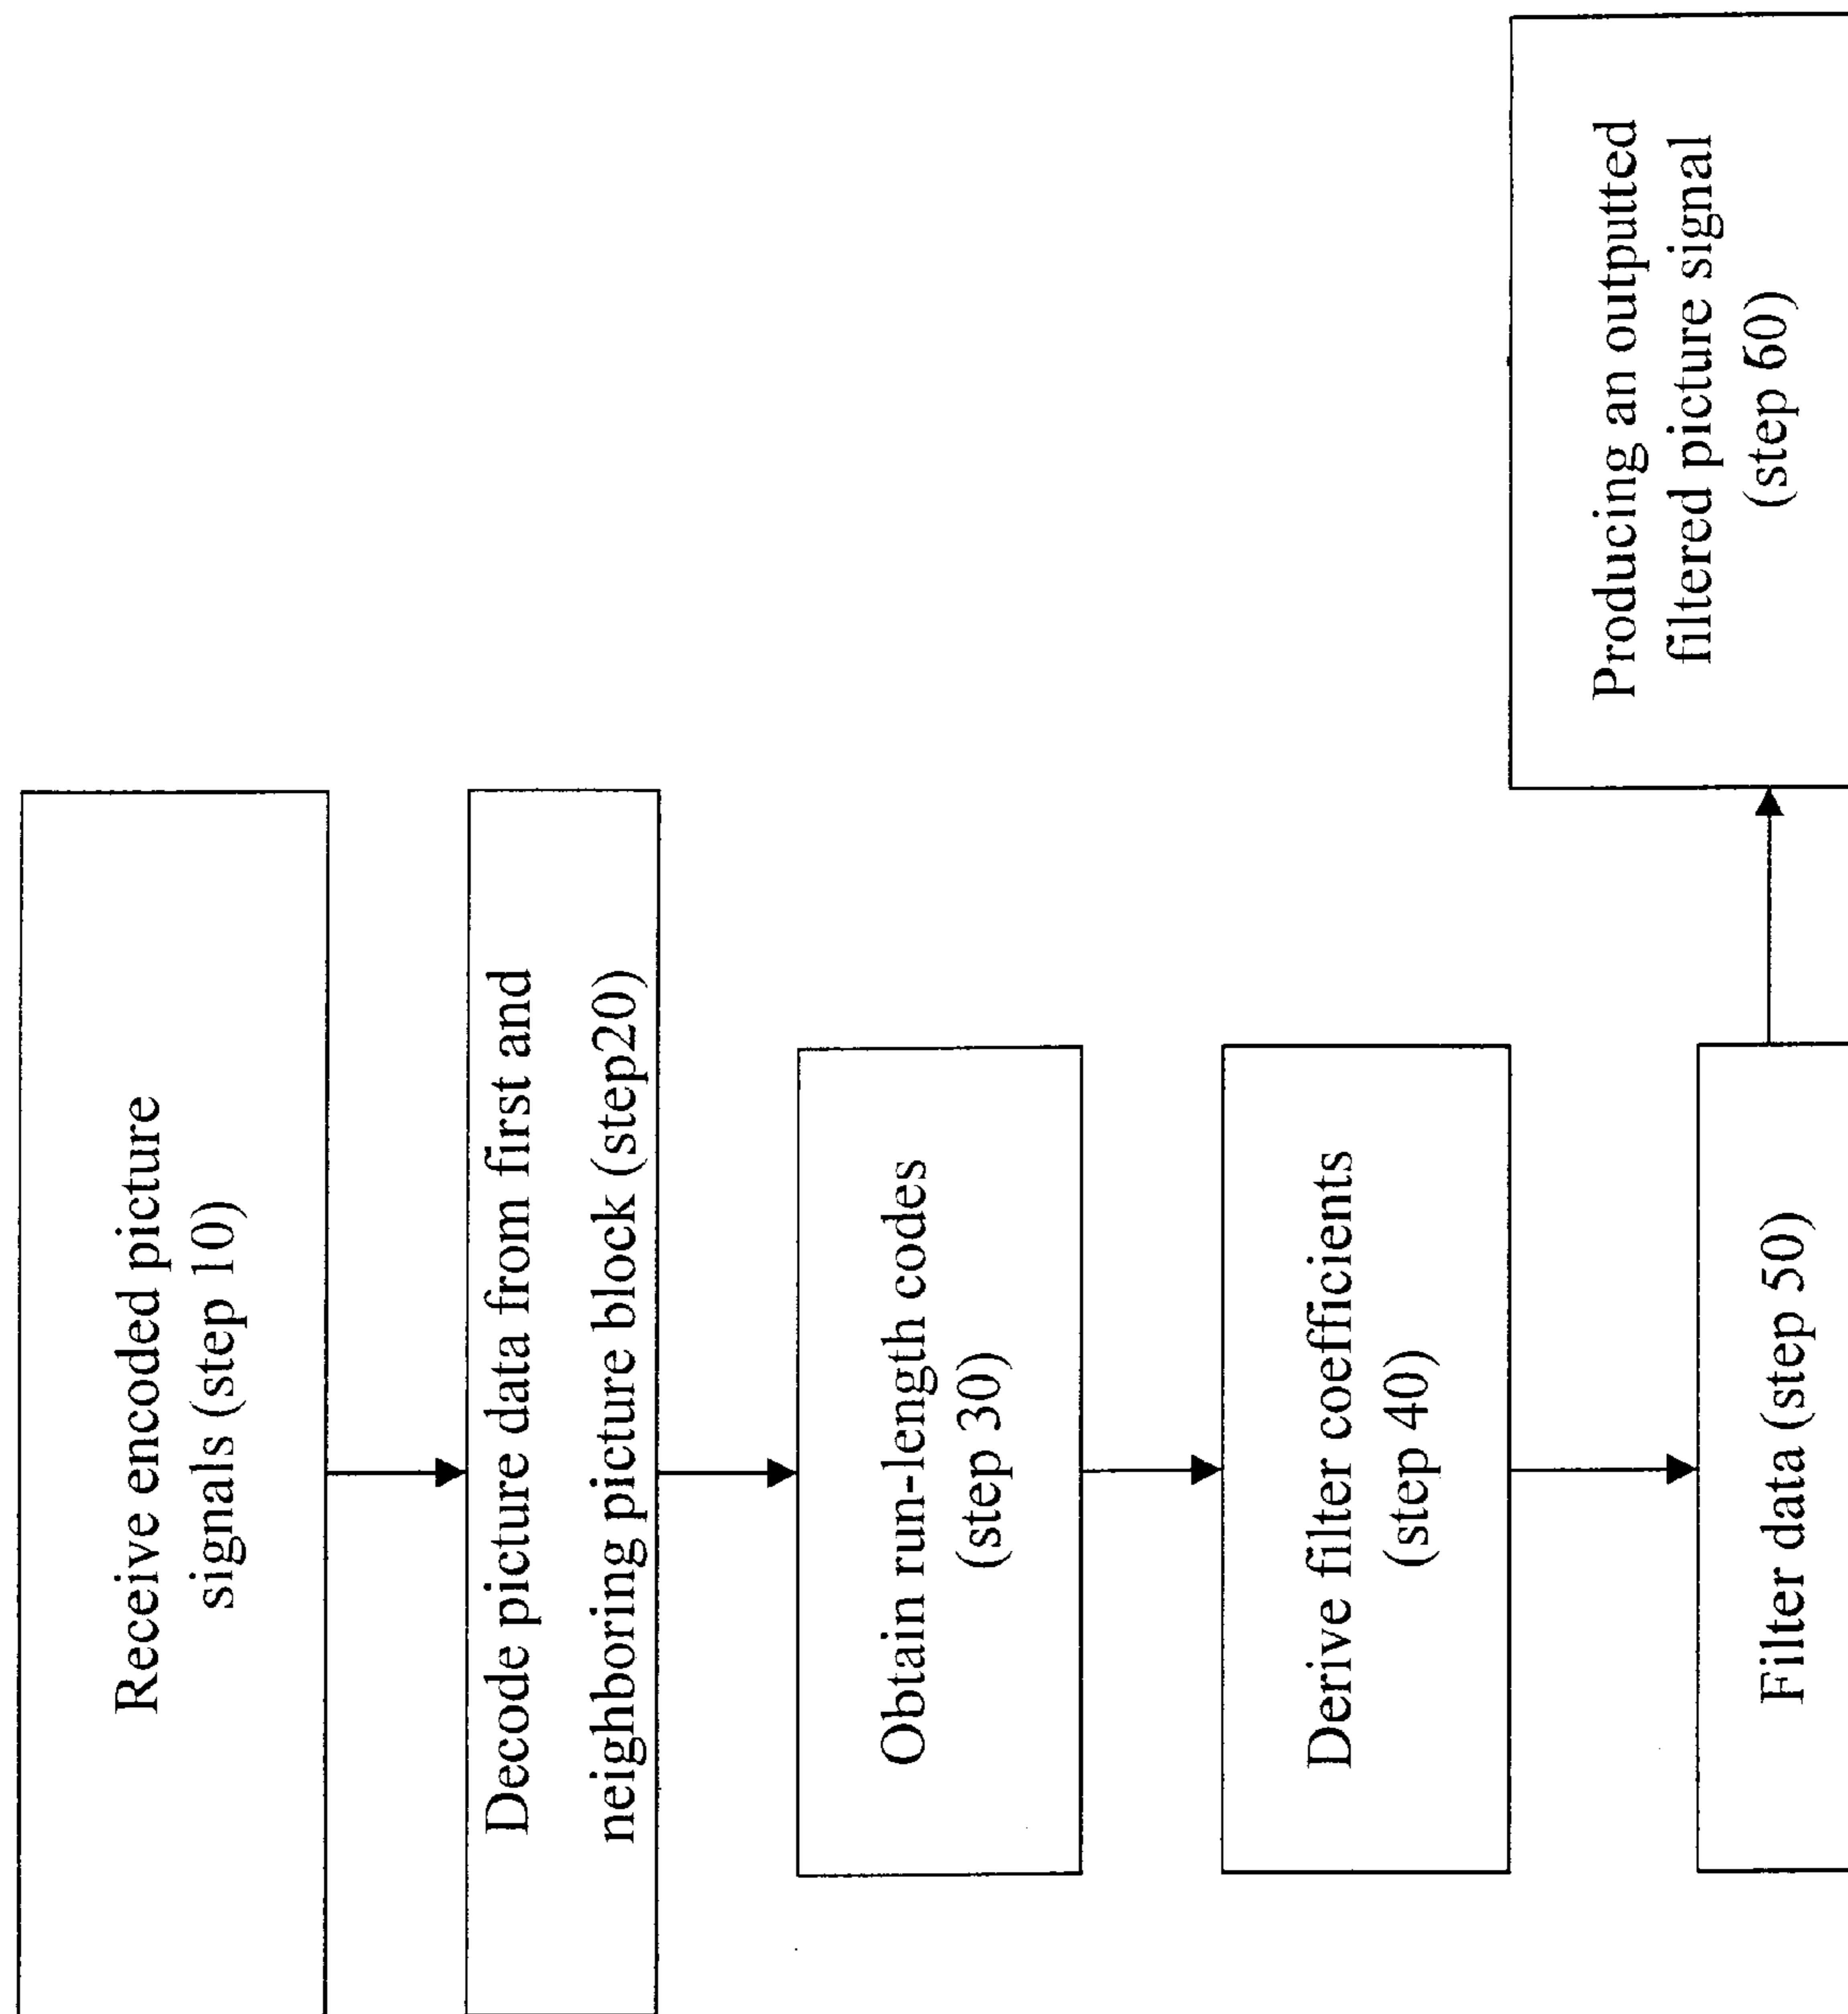 Receive encoded picture
signals (step 10)
Decode picture data from first and
neighboring picture block (step20)
Obtain run-length codes
(step 30)
Derive filter coefficients
(step 40)
Filter data (step 50)
Producing an outputted
filtered picture signal
(step 60)